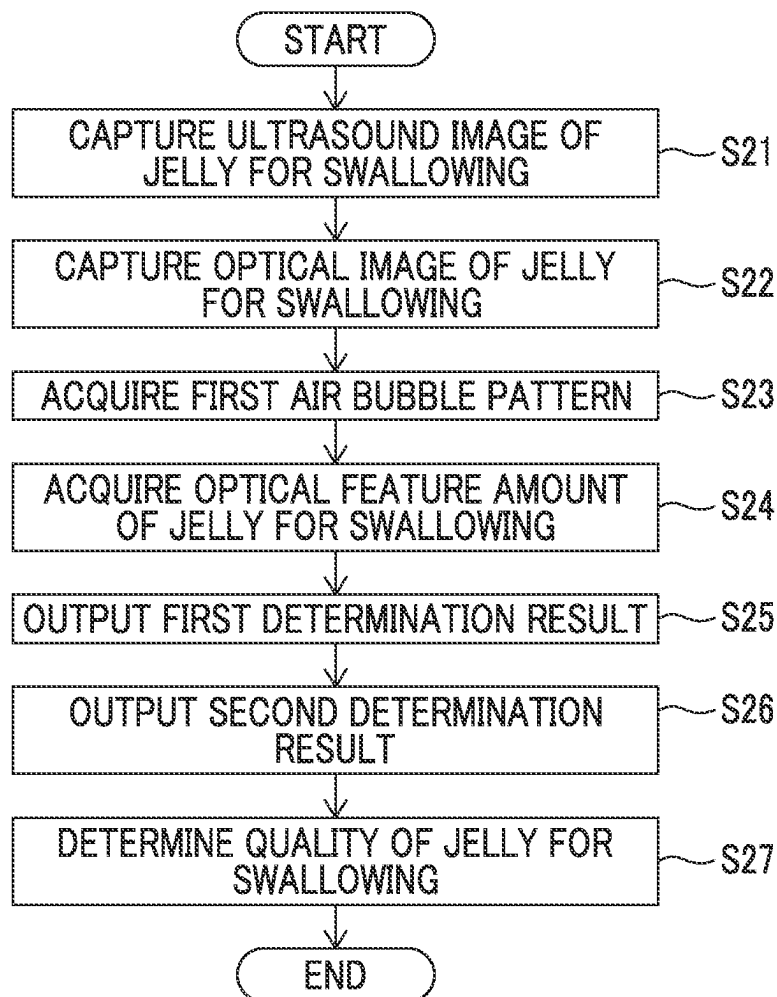 START
CAPTURE ULTRASOUND IMAGE OF
JELLY FOR SWALLOWING
S21
CAPTURE OPTICAL IMAGE OF JELLY
FOR SWALLOWING
S22
ACQUIRE FIRST AIR BUBBLE PATTERN
S23
ACQUIRE OPTICAL FEATURE AMOUNT
OF JELLY FOR SWALLOWING
S24
OUTPUT FIRST DETERMINATION RESULT
S25
OUTPUT SECOND DETERMINATION
RESULT
S26
DETERMINE QUALITY OF JELLY FOR
SWALLOWING
S27
END